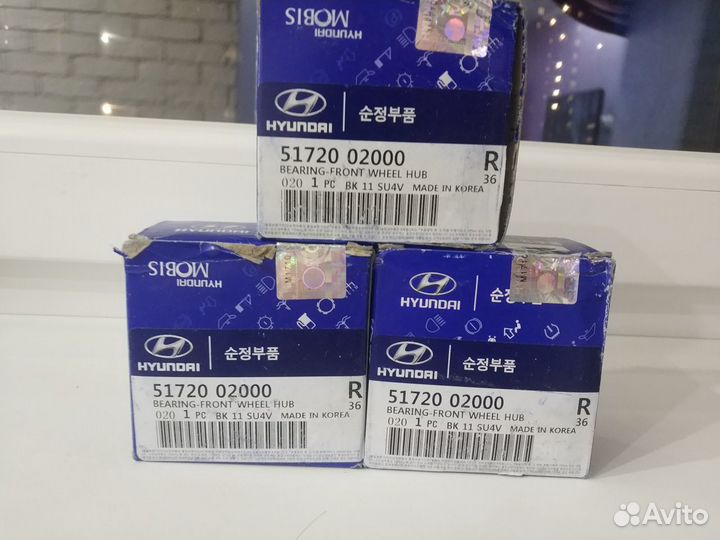 HYUNDAI
MOBIS
HYUNDAI
순정부품
51720 02000
R
BEARING-FRONT WHEEL HUB
36
020 1 PC BK 11 SU4V MADE IN KOREA
HYUNDAI
MOBIS
HYUNDAI
순정부품
51720 02000
R
BEARING-FRONT WHEEL HUB
36
020 1 PC BK 11 SU4V MADE IN KOREA
HYUNDAI
순정부품
HYUNDAI
순정부품
51720 02000
R
BEARING-FRONT WHEEL HUB
36
020 1 PC BK 11 SU4V MADE IN KOREA
Avito